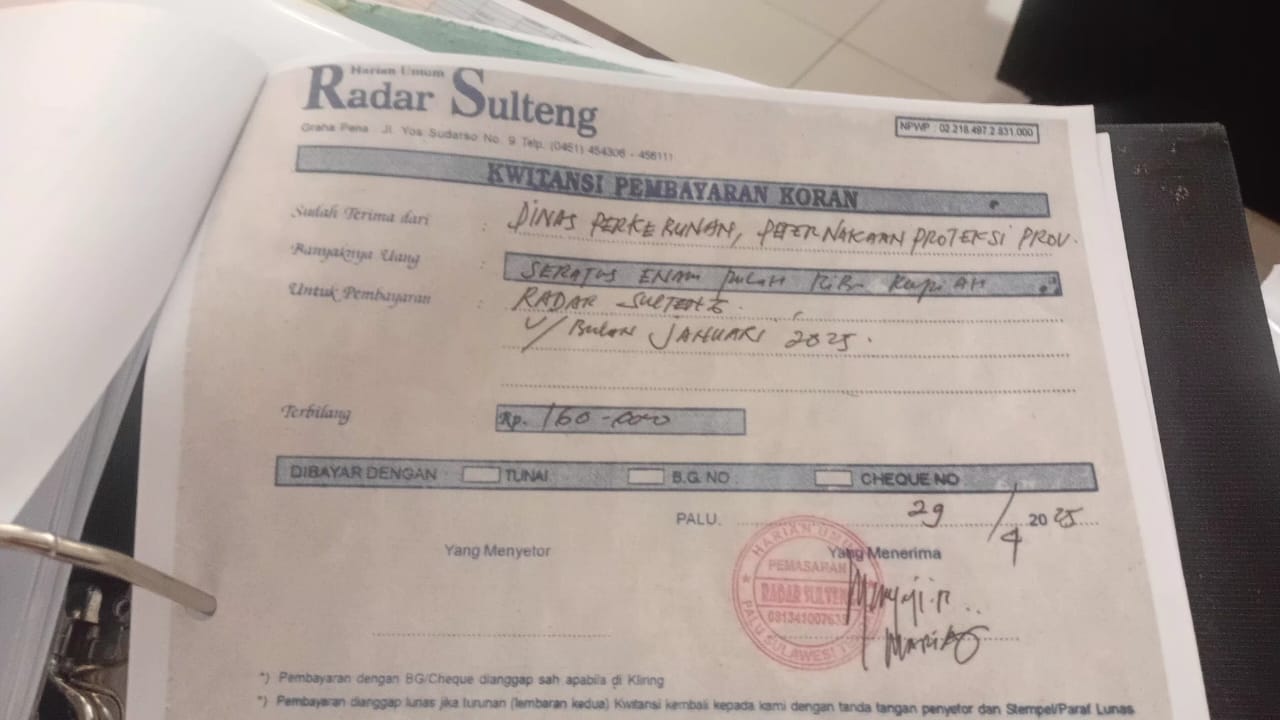 Harian Umum
Radar Sulteng
Graha Pena : Jl. Yos Sudarso No. 9 Telp. (0451) 454306 - 456111
NPWP : 02.218.497.2.831.000
KWITANSI PEMBAYARAN KORAN
Sudah Terima dari : DINAS PERKEBUNAN, PETERNAKAAN PROTEKSI PROV.
Banyaknya Uang : SERATUS ENAM puluH RiBu RupiAH
Untuk Pembayaran : RADAR SULTENG.
U/ Bulan JANUARI 2025.
Terbilang Rp. 160-000
DIBAYAR DENGAN TUNAI B.G. NO CHEQUE NO
PALU. 29/4 2025
Yang Menyetor Yang Menerima
HARIAN UMUM
PEMASARAN
RADAR SULTENG
PALU SULAWESI
*) Pembayaran dengan BG/Cheque dianggap sah apabila di Kliring
*) Pembayaran dianggap lunas jika turunan (lembaran kedua) Kwitansi kembali kepada kami dengan tanda tangan penyetor dan Stempel/Paraf Lunas